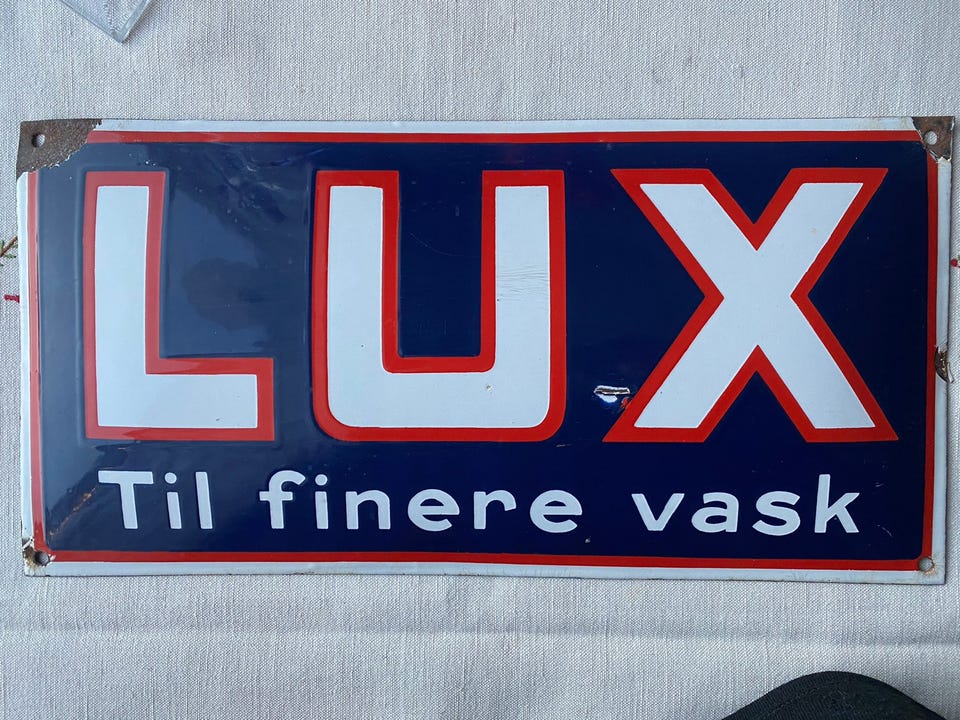 LUX
Til finere vask